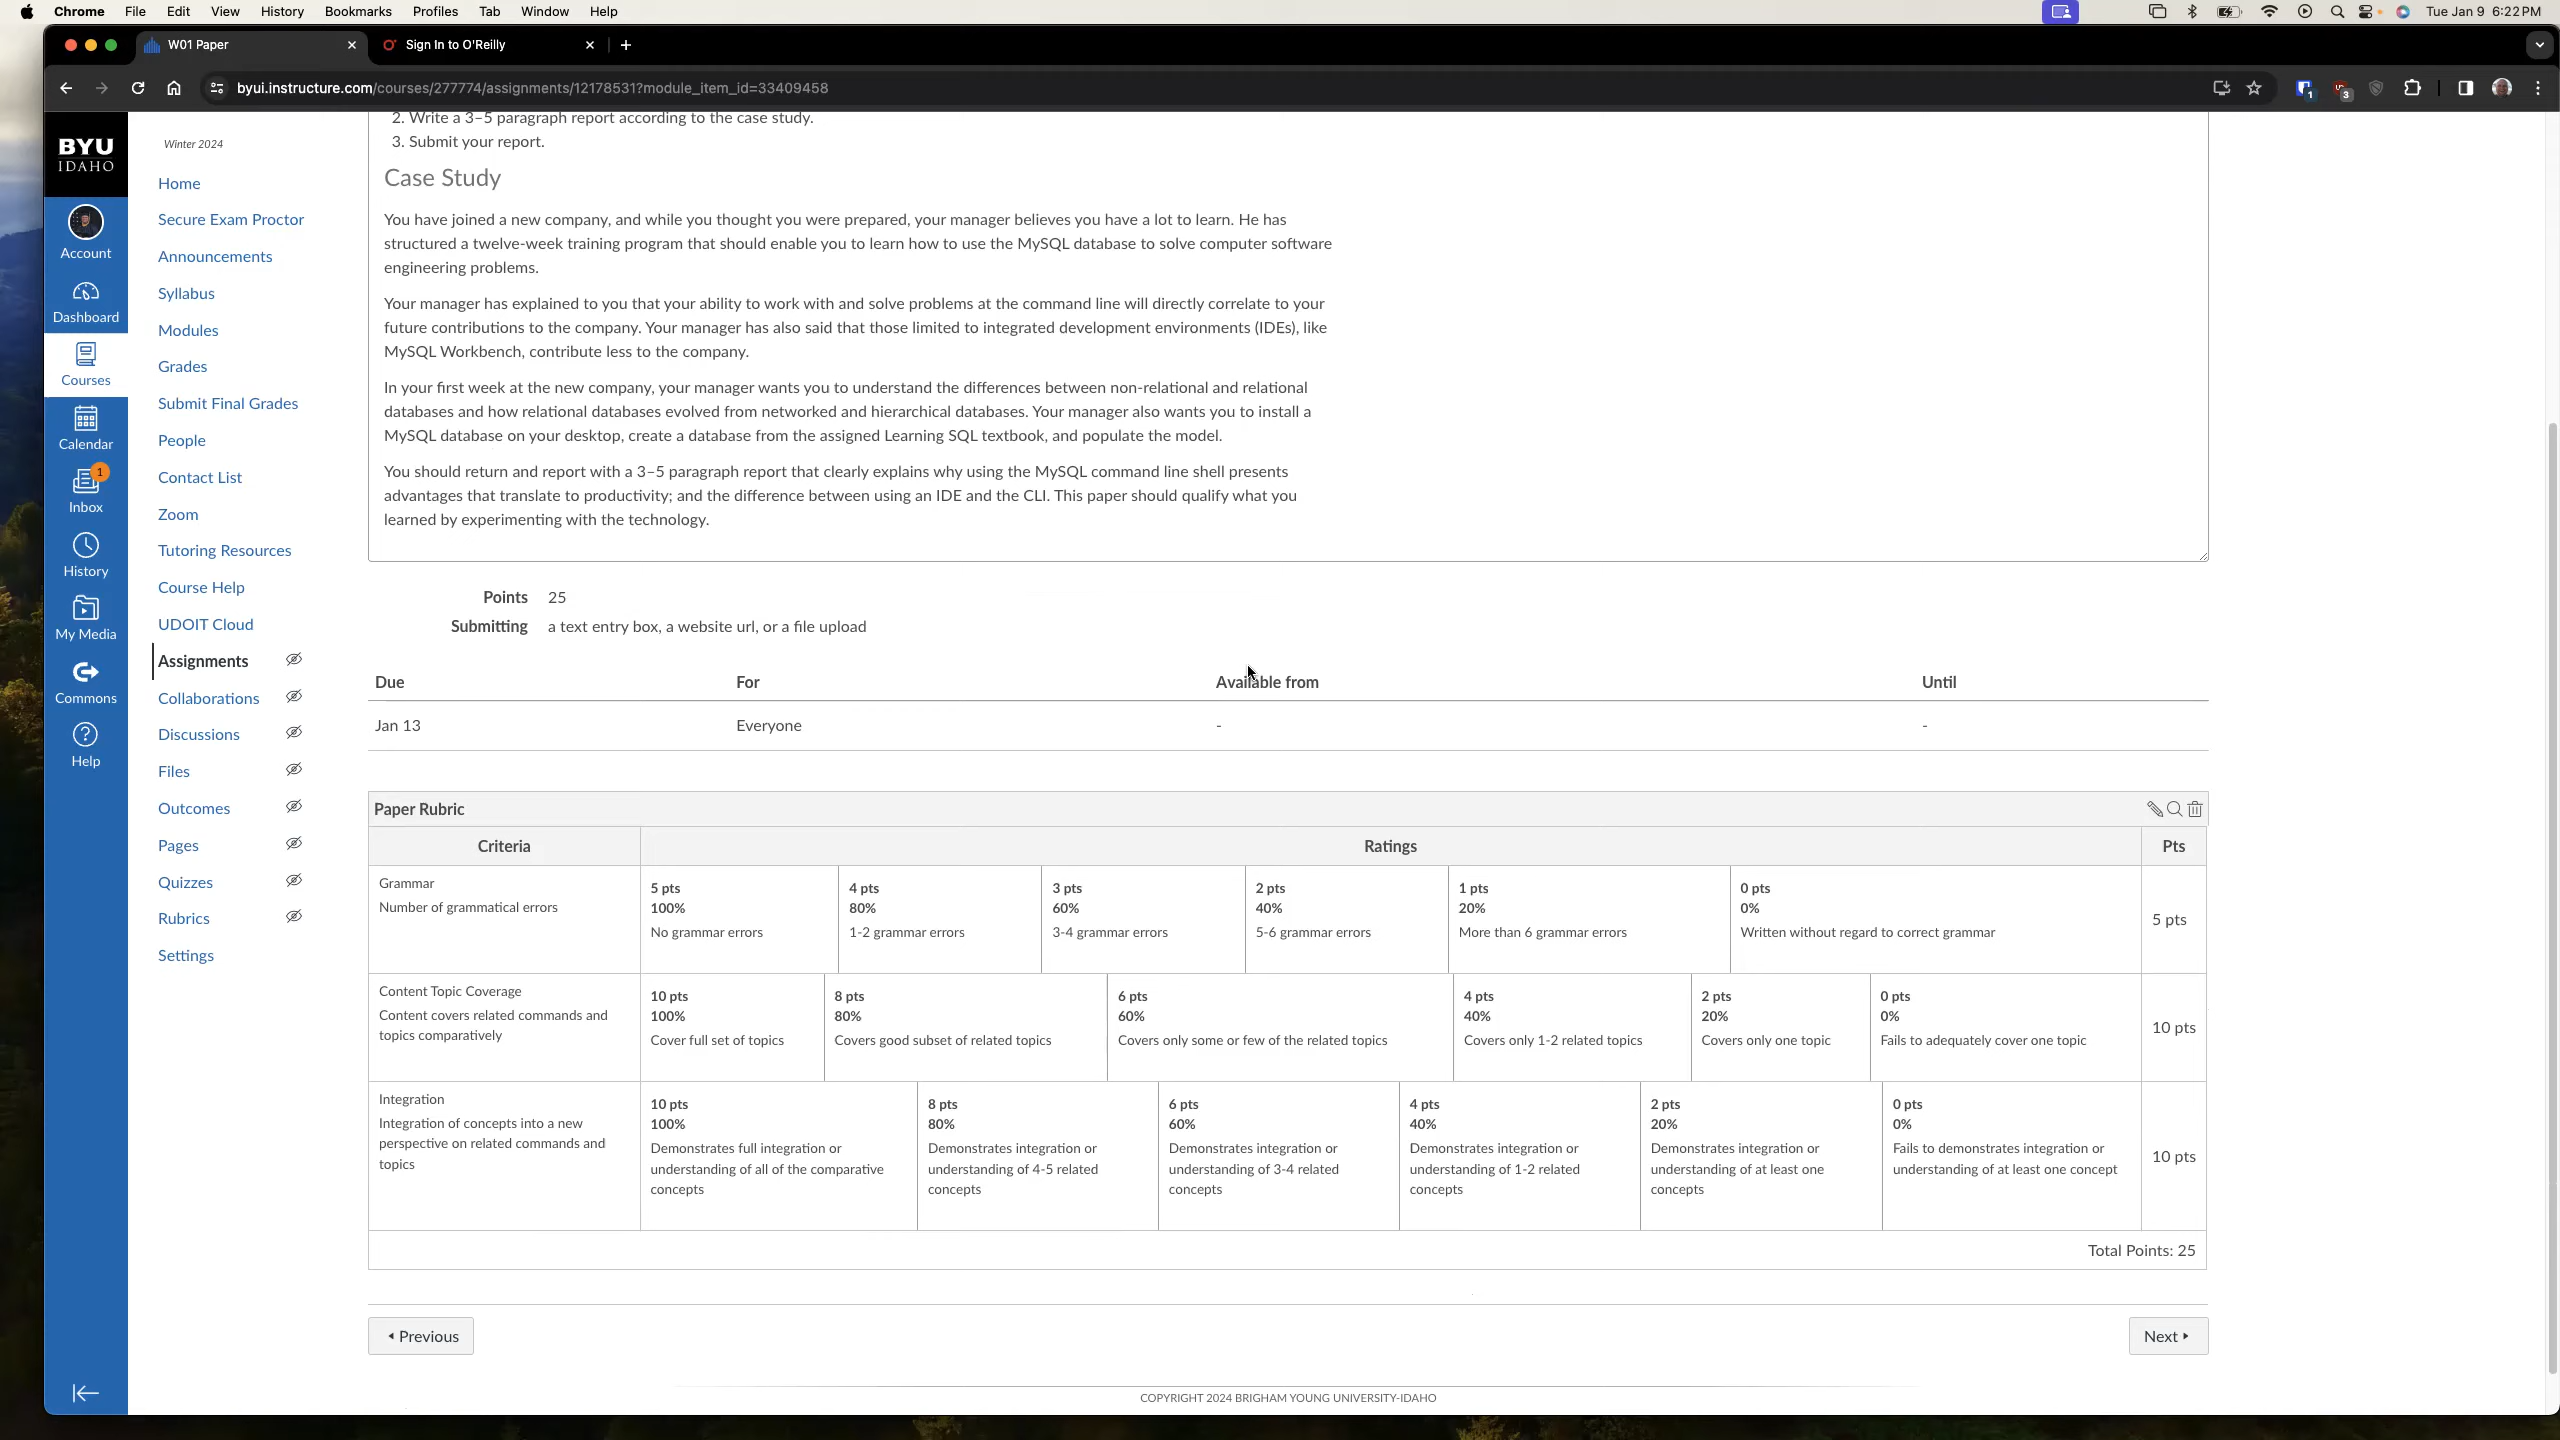 Chrome File Edit View History Bookmarks Profiles Tab Window Help Tue Jan 9 6:22 PM
W01 Paper
Sign In to O'Reilly
byui.instructure.com/courses/277774/assignments/12178531?module_item_id=33409458
1
3
BYU
IDAHO
Account
Dashboard
Courses
Calendar
1
Inbox
History
My Media
Commons
Help
Winter 2024
Home
Secure Exam Proctor
Announcements
Syllabus
Modules
Grades
Submit Final Grades
People
Contact List
Zoom
Tutoring Resources
Course Help
UDOIT Cloud
Assignments
Collaborations
Discussions
Files
Outcomes
Pages
Quizzes
Rubrics
Settings
2. Write a 3–5 paragraph report according to the case study.
3. Submit your report.
Case Study
You have joined a new company, and while you thought you were prepared, your manager believes you have a lot to learn. He has
structured a twelve-week training program that should enable you to learn how to use the MySQL database to solve computer software
engineering problems.
Your manager has explained to you that your ability to work with and solve problems at the command line will directly correlate to your
future contributions to the company. Your manager has also said that those limited to integrated development environments (IDEs), like
MySQL Workbench, contribute less to the company.
In your first week at the new company, your manager wants you to understand the differences between non-relational and relational
databases and how relational databases evolved from networked and hierarchical databases. Your manager also wants you to install a
MySQL database on your desktop, create a database from the assigned Learning SQL textbook, and populate the model.
You should return and report with a 3–5 paragraph report that clearly explains why using the MySQL command line shell presents
advantages that translate to productivity; and the difference between using an IDE and the CLI. This paper should qualify what you
learned by experimenting with the technology.
Points 25
Submitting a text entry box, a website url, or a file upload
Due For Available from Until
Jan 13 Everyone - -
Paper Rubric
Criteria Ratings Pts
Grammar
Number of grammatical errors
5 pts
100%
No grammar errors
4 pts
80%
1-2 grammar errors
3 pts
60%
3-4 grammar errors
2 pts
40%
5-6 grammar errors
1 pts
20%
More than 6 grammar errors
0 pts
0%
Written without regard to correct grammar
5 pts
Content Topic Coverage
Content covers related commands and
topics comparatively
10 pts
100%
Cover full set of topics
8 pts
80%
Covers good subset of related topics
6 pts
60%
Covers only some or few of the related topics
4 pts
40%
Covers only 1-2 related topics
2 pts
20%
Covers only one topic
0 pts
0%
Fails to adequately cover one topic
10 pts
Integration
Integration of concepts into a new
perspective on related commands and
topics
10 pts
100%
Demonstrates full integration or
understanding of all of the comparative
concepts
8 pts
80%
Demonstrates integration or
understanding of 4-5 related
concepts
6 pts
60%
Demonstrates integration or
understanding of 3-4 related
concepts
4 pts
40%
Demonstrates integration or
understanding of 1-2 related
concepts
2 pts
20%
Demonstrates integration or
understanding of at least one
concepts
0 pts
0%
Fails to demonstrates integration or
understanding of at least one concept
10 pts
Total Points: 25
Previous
Next
COPYRIGHT 2024 BRIGHAM YOUNG UNIVERSITY-IDAHO